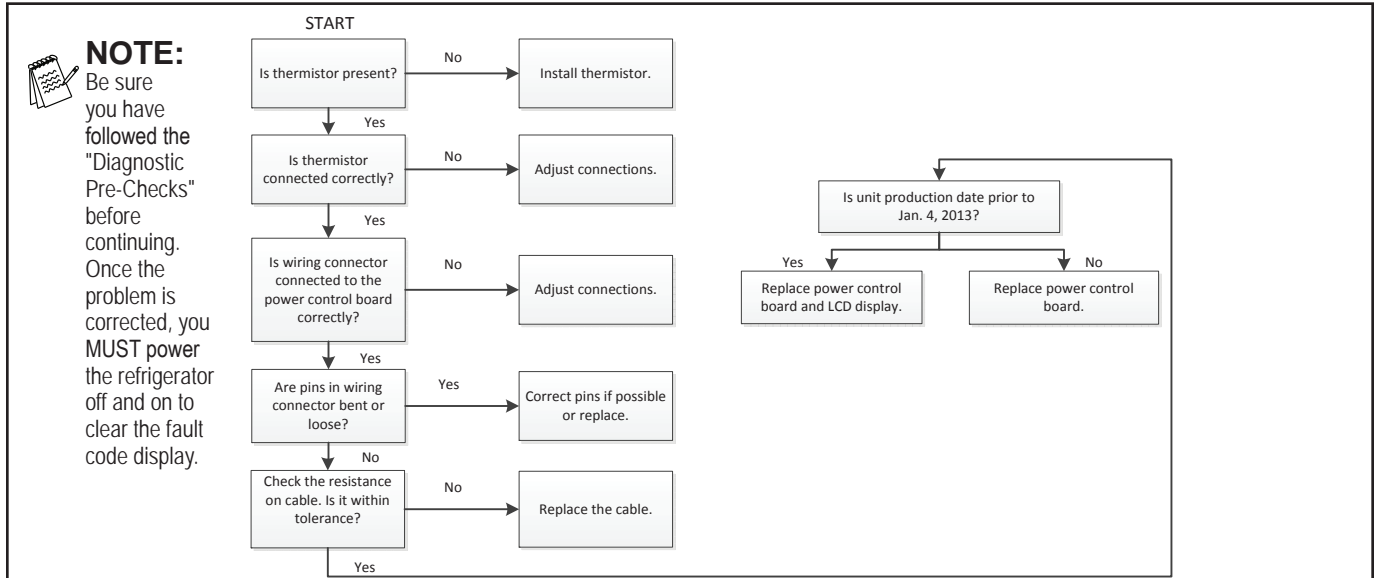 NOTE:
Be sure
you have
followed the
"Diagnostic
Pre-Checks"
before
continuing.
Once the
problem is
corrected, you
MUST power
the refrigerator
off and on to
clear the fault
code display.
START
Is thermistor present?
No
Install thermistor.
Yes
Is thermistor
connected correctly?
No
Adjust connections.
Yes
Is wiring connector
connected to the
power control board
correctly?
No
Adjust connections.
Yes
Are pins in wiring
connector bent or
loose?
Yes
Correct pins if possible
or replace.
No
Check the resistance
on cable. Is it within
tolerance?
No
Replace the cable.
Yes
Is unit production date prior to
Jan. 4, 2013?
Yes
Replace power control
board and LCD display.
No
Replace power control
board.